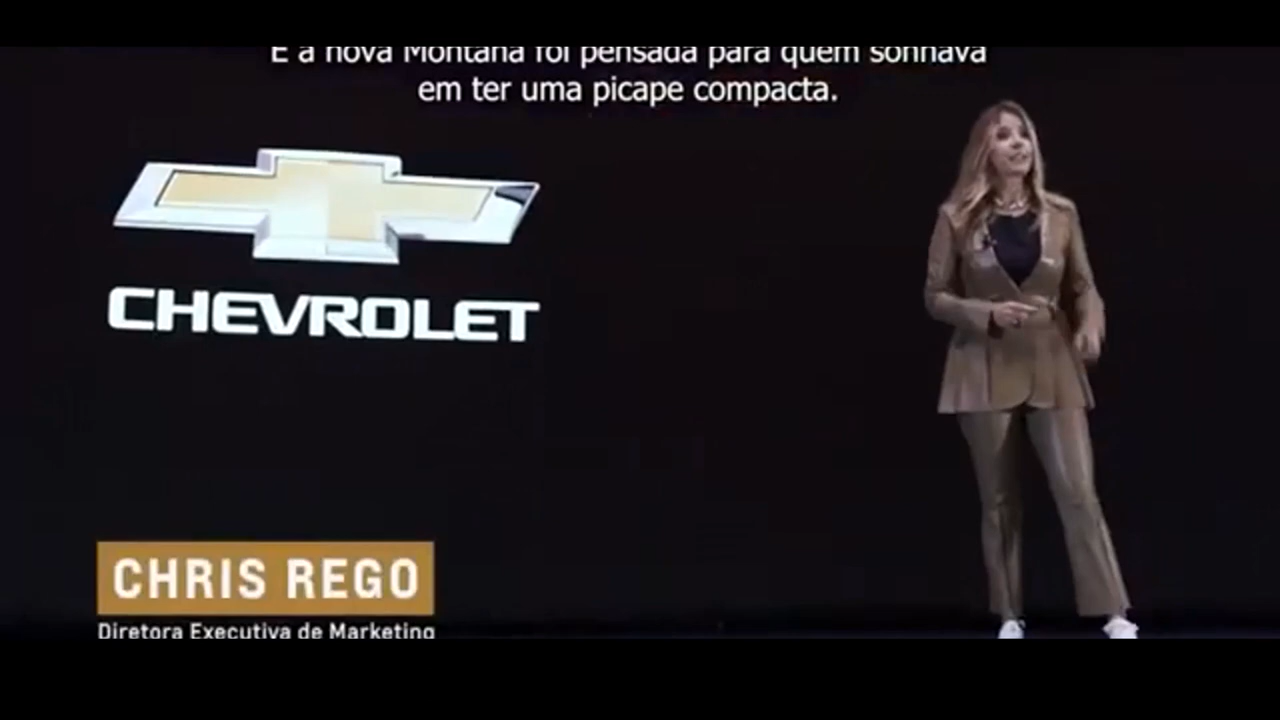 E a nova Montana foi pensada para quem sonhava
em ter uma picape compacta.
CHEVROLET
CHRIS REGO
Diretora Executiva de Marketing